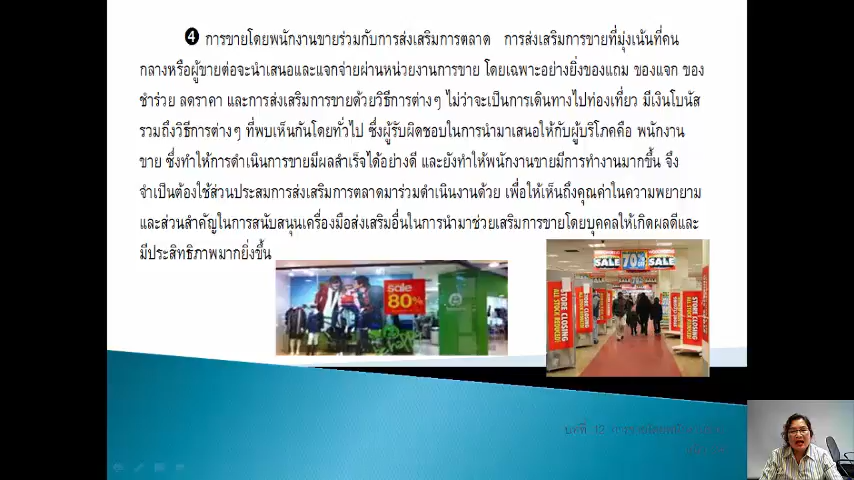 ❹ การขายโดยพนักงานขายร่วมกับการส่งเสริมการตลาด การส่งเสริมการขายที่มุ่งเน้นที่คน
กลางหรือผู้ขายต่อจะนำเสนอและแจกจ่ายผ่านหน่วยงานการขาย โดยเฉพาะอย่างยิ่งของแถม ของแจก ของ
ชำร่วย ลดราคา และการส่งเสริมการขายด้วยวิธีการต่างๆ ไม่ว่าจะเป็นการเดินทางไปท่องเที่ยว มีเงินโบนัส
รวมถึงวิธีการต่างๆ ที่พบเห็นกันโดยทั่วไป ซึ่งผู้รับผิดชอบในการนำมาเสนอให้กับผู้บริโภคคือ พนักงาน
ขาย ซึ่งทำให้การดำเนินการขายมีผลสำเร็จได้อย่างดี และยังทำให้พนักงานขายมีการทำงานมากขึ้น จึง
จำเป็นต้องใช้ส่วนประสมการส่งเสริมการตลาดมาร่วมดำเนินงานด้วย เพื่อให้เห็นถึงคุณค่าในความพยายาม
และส่วนสำคัญในการสนับสนุนเครื่องมือส่งเสริมอื่นในการนำมาช่วยเสริมการขายโดยบุคคลให้เกิดผลดีและ
มีประสิทธิภาพมากยิ่งขึ้น
SALE 70% SALE
sale
80%
STORE CLOSING
ALL STOCK REDUCED!
STORE CLOSING
STORE CLOSING
ALL STOCK REDUCED!
บทที่ 12